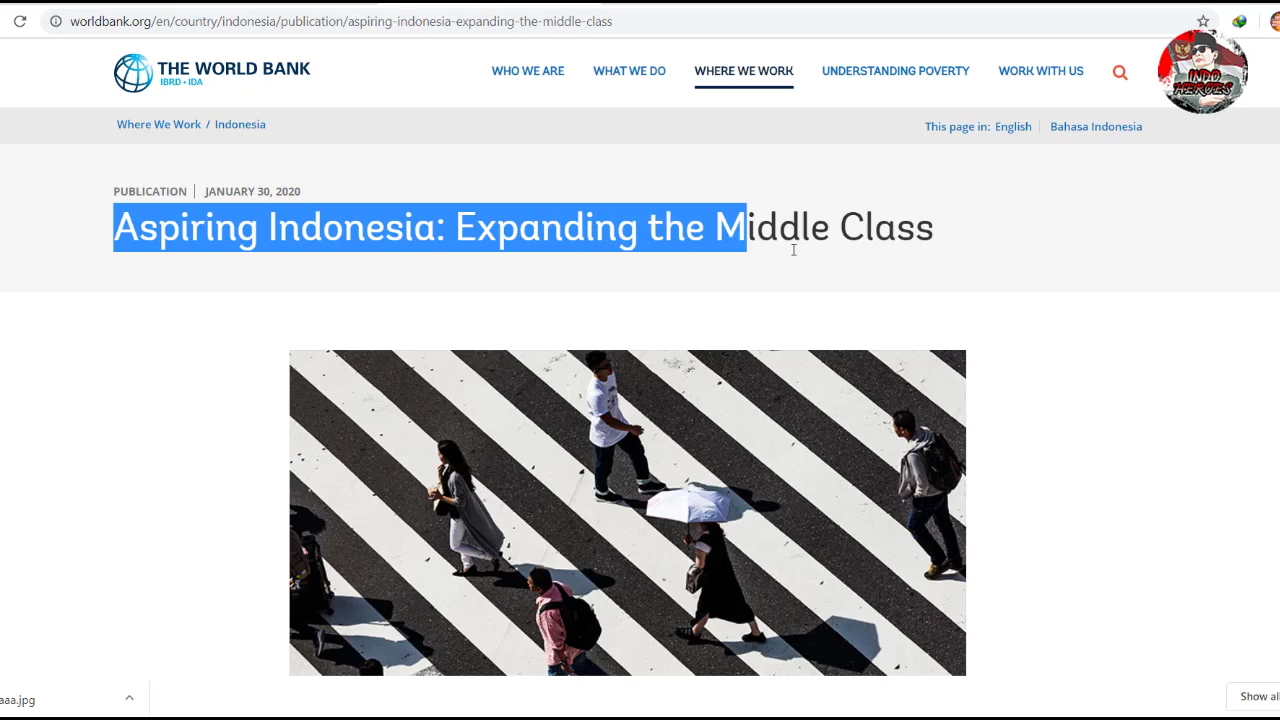 worldbank.org/en/country/indonesia/publication/aspiring-indonesia-expanding-the-middle-class
THE WORLD BANK
IBRD • IDA
WHO WE ARE
WHAT WE DO
WHERE WE WORK
UNDERSTANDING POVERTY
WORK WITH US
INDO
HEROES
Where We Work / Indonesia
This page in: English
Bahasa Indonesia
PUBLICATION
JANUARY 30, 2020
Aspiring Indonesia: Expanding the Middle Class
aaa.jpg
Show all